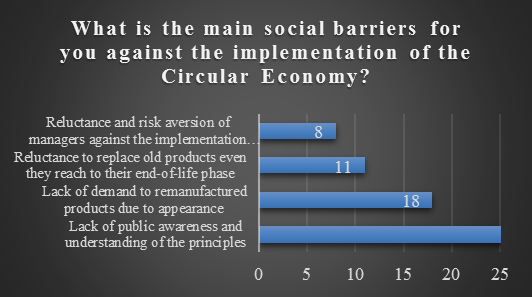 What is the main social barriers for
you against the implementation of the
Circular Economy?
Reluctance and risk aversion of
managers against the implementation…
8
Reluctance to replace old products even
they reach to their end-of-life phase
11
Lack of demand to remanufactured
products due to appearance
18
Lack of public awareness and
understanding of the principles
0 5 10 15 20 25